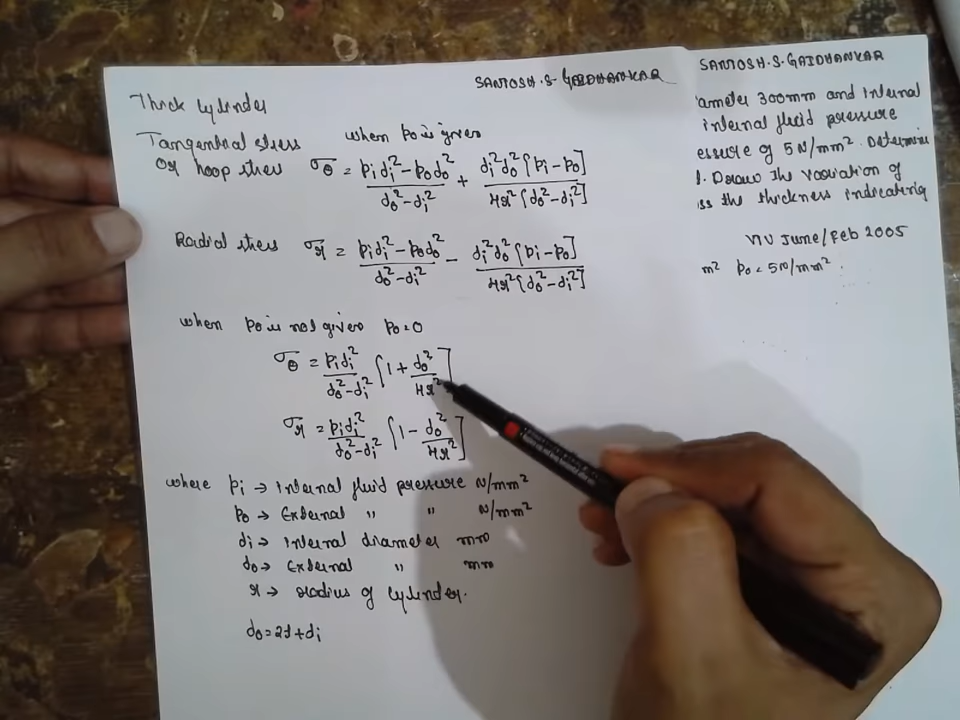 SANTOSH.S.GAIDHANKAR
Thick Cylinder
Tangential stress when po is given
Or hoop stress σθ = pidi²-podo² / do²-di² + di²do²[pi-po] / 4r²[do²-di²]
Radial stress σr = pidi²-podo² / do²-di² - di²do²[pi-po] / 4r²[do²-di²]
when po is not given po=0
σθ = pidi² / do²-di² [1 + do² / 4r²]
σr = pidi² / do²-di² [1 - do² / 4r²]
where pi → Internal fluid pressure N/mm²
po → External " " N/mm²
di → Internal diameter mm
do → External " mm
r → radius of cylinder.
do=2t+di
SANTOSH.S.GAIDHANKAR
ameter 300mm and internal
internal fluid pressure
essure of 5N/mm². Determine
d. Draw the variation of
ss the thickness indicating
June/Feb 2005
m² po = 5N/mm²